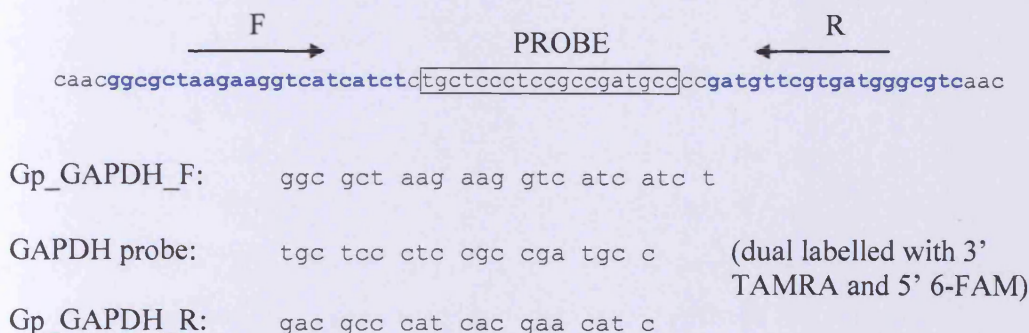 F PROBE R
caacggcgctaagaaggtcatcatctctgctccctccgccgatgccccgatgttcgtgatgggcgtcaac
Gp_GAPDH_F: ggc gct aag aag gtc atc atc t
GAPDH probe: tgc tcc ctc cgc cga tgc c (dual labelled with 3'
TAMRA and 5' 6-FAM)
Gp_GAPDH_R: gac gcc cat cac gaa cat c